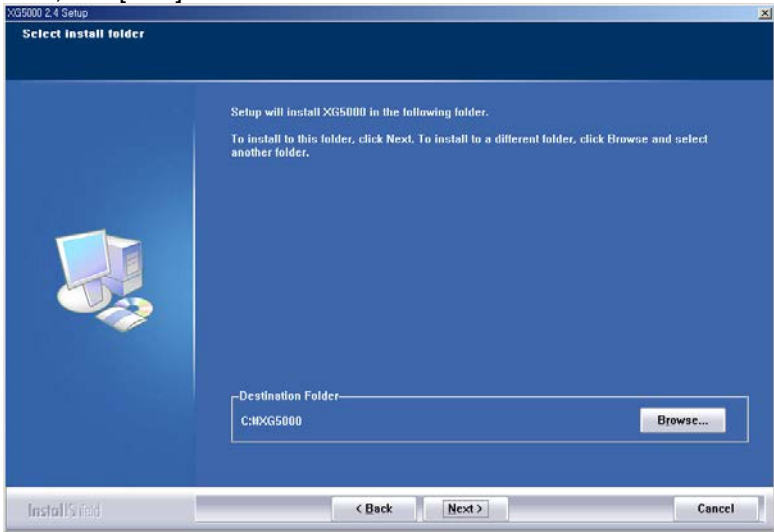 XG5000 2.4 Setup
Select install folder
Setup will install XG5000 in the following folder.
To install to this folder, click Next. To install to a different folder, click Browse and select
another folder.
Destination Folder
C:₩XG5000
Browse...
InstallShield
< Back
Next >
Cancel